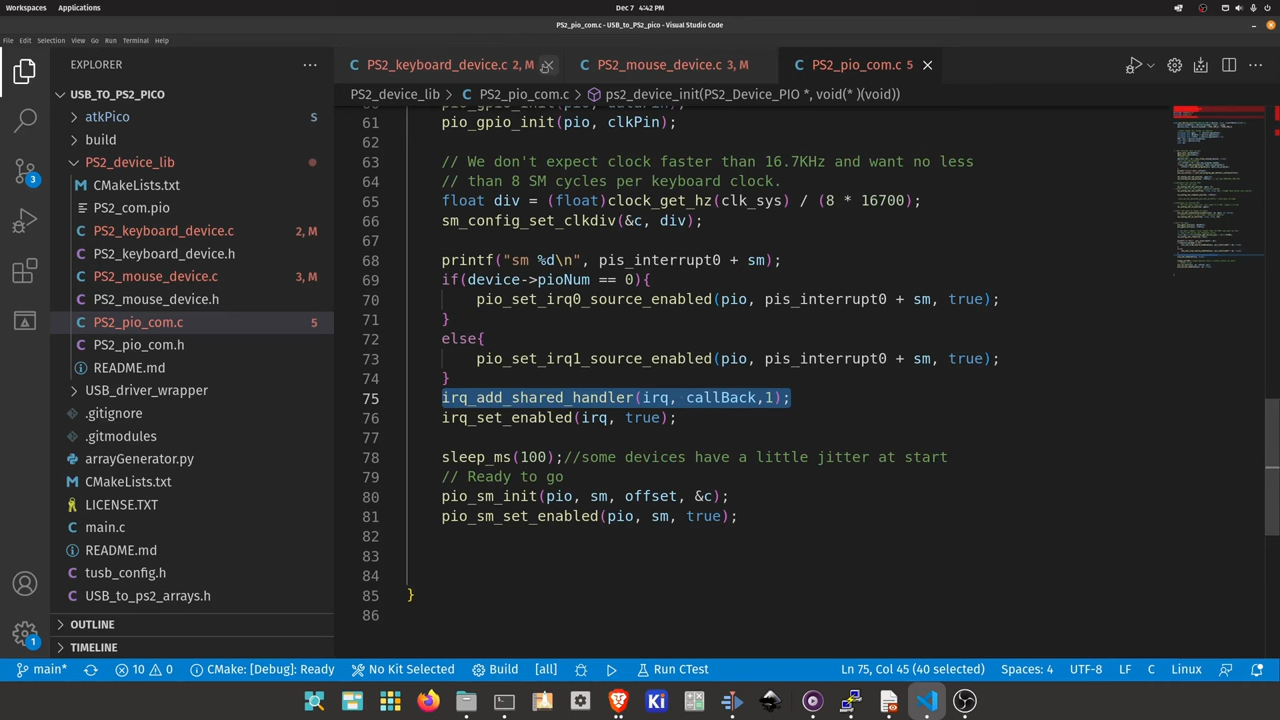 Workspaces Applications Dec 7 4:42 PM
PS2_pio_com.c - USB_to_PS2_pico - Visual Studio Code
File Edit Selection View Go Run Terminal Help
EXPLORER ··· C PS2_keyboard_device.c 2, M C PS2_mouse_device.c 3, M C PS2_pio_com.c 5
PS2_device_lib > C PS2_pio_com.c > ps2_device_init(PS2_Device_PIO *, void(* )(void))
USB_TO_PS2_PICO
atkPico S
build
PS2_device_lib
CMakeLists.txt
PS2_com.pio
C PS2_keyboard_device.c 2, M
C PS2_keyboard_device.h
C PS2_mouse_device.c 3, M
C PS2_mouse_device.h
C PS2_pio_com.c 5
C PS2_pio_com.h
README.md
USB_driver_wrapper
.gitignore
.gitmodules
arrayGenerator.py
CMakeLists.txt
LICENSE.TXT
C main.c
README.md
C tusb_config.h
C USB_to_ps2_arrays.h
OUTLINE
TIMELINE
3
1
61 pio_gpio_init(pio, clkPin);
62
63 // We don't expect clock faster than 16.7KHz and want no less
64 // than 8 SM cycles per keyboard clock.
65 float div = (float)clock_get_hz(clk_sys) / (8 * 16700);
66 sm_config_set_clkdiv(&c, div);
67
68 printf("sm %d\n", pis_interrupt0 + sm);
69 if(device->pioNum == 0){
70 pio_set_irq0_source_enabled(pio, pis_interrupt0 + sm, true);
71 }
72 else{
73 pio_set_irq1_source_enabled(pio, pis_interrupt0 + sm, true);
74 }
75 irq_add_shared_handler(irq, callBack,1);
76 irq_set_enabled(irq, true);
77
78 sleep_ms(100);//some devices have a little jitter at start
79 // Ready to go
80 pio_sm_init(pio, sm, offset, &c);
81 pio_sm_set_enabled(pio, sm, true);
82
83
84
85 }
86
main* 10 0 CMake: [Debug]: Ready No Kit Selected Build [all] Run CTest Ln 75, Col 45 (40 selected) Spaces: 4 UTF-8 LF C Linux
Ki